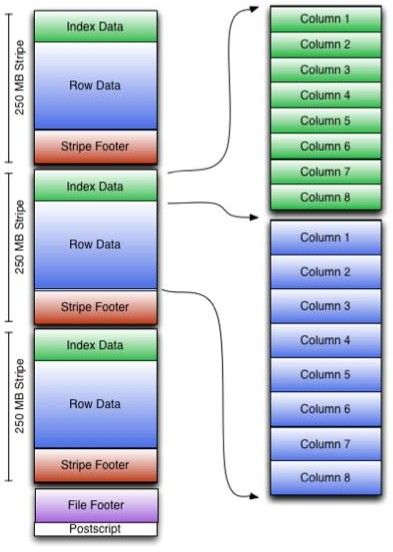 250 MB Stripe
Index Data
Row Data
Stripe Footer
250 MB Stripe
Index Data
Row Data
Stripe Footer
250 MB Stripe
Index Data
Row Data
Stripe Footer
File Footer
Postscript
Column 1
Column 2
Column 3
Column 4
Column 5
Column 6
Column 7
Column 8
Column 1
Column 2
Column 3
Column 4
Column 5
Column 6
Column 7
Column 8